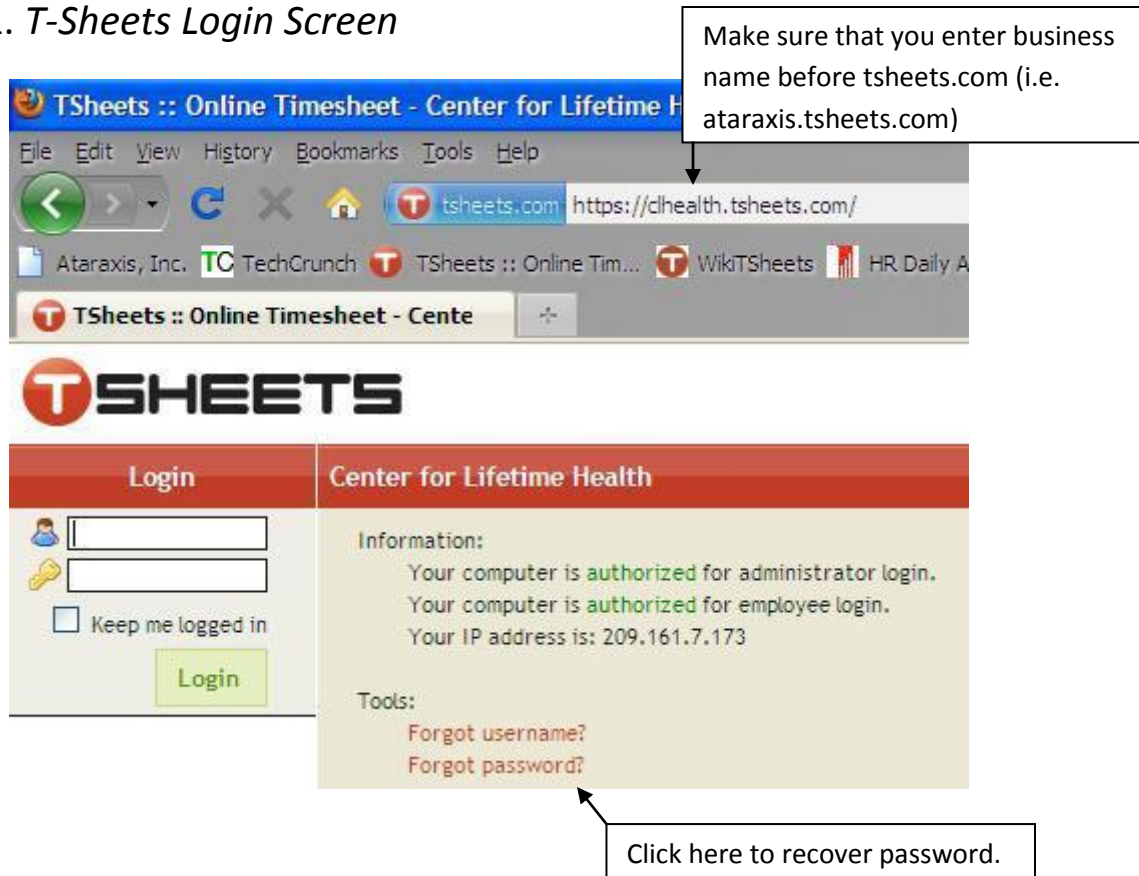 . T-Sheets Login Screen
Make sure that you enter business
name before tsheets.com (i.e.
ataraxis.tsheets.com)
TSheets :: Online Timesheet - Center for Lifetime H
File Edit View History Bookmarks Tools Help
tsheets.com https://clhealth.tsheets.com/
Ataraxis, Inc. TC TechCrunch TSheets :: Online Tim... WikiTSheets HR Daily A
TSheets :: Online Timesheet - Cente
TSHEETS
Login
Center for Lifetime Health
Keep me logged in
Login
Information:
Your computer is authorized for administrator login.
Your computer is authorized for employee login.
Your IP address is: 209.161.7.173
Tools:
Forgot username?
Forgot password?
Click here to recover password.